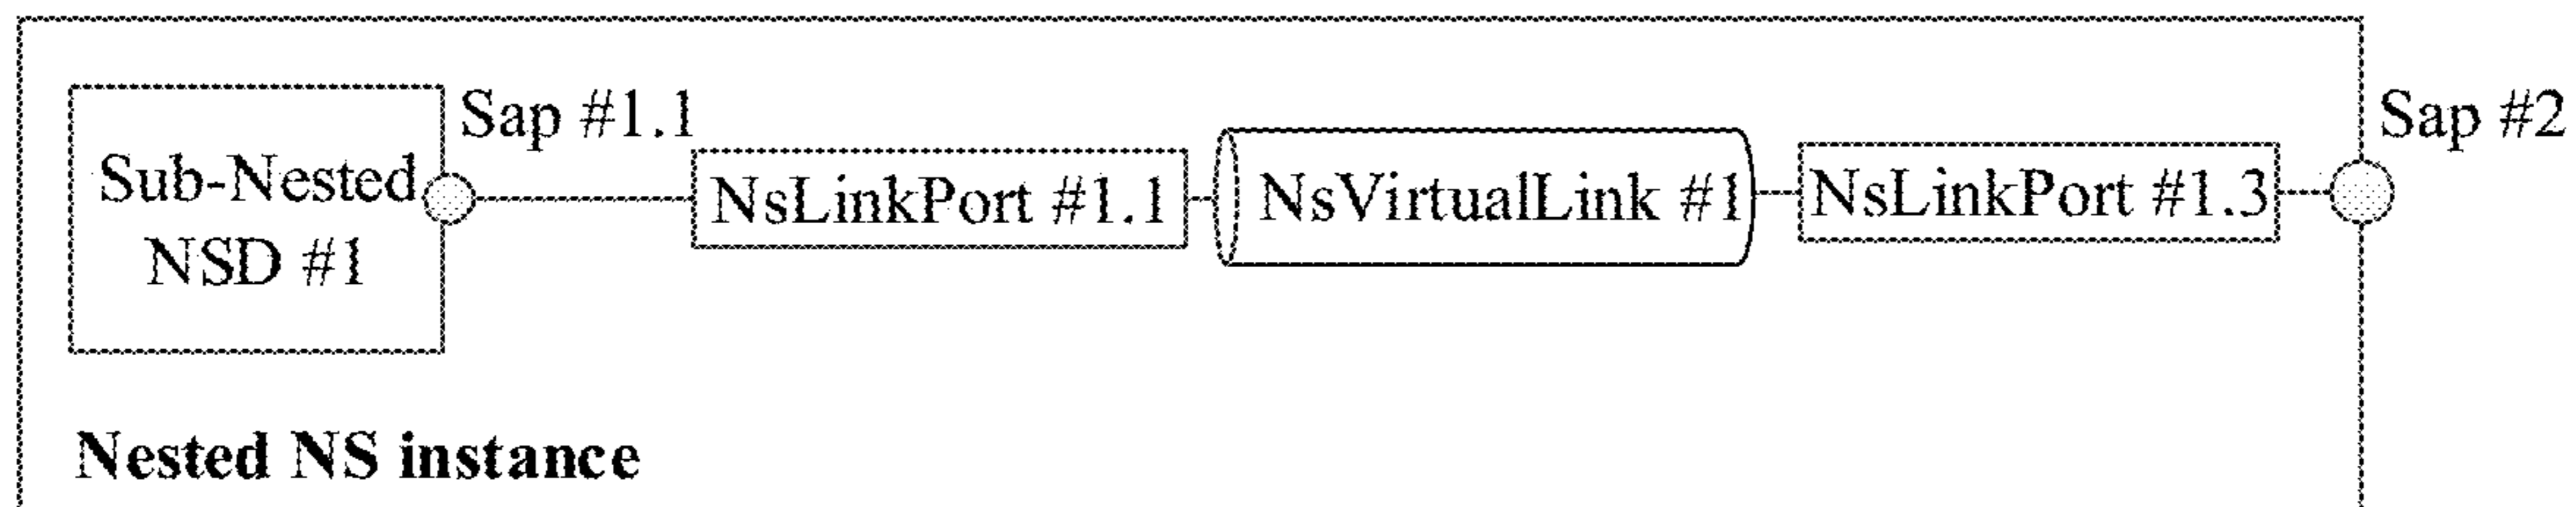 Sap #1.1
Sap #2
Sub-Nested
NSD #1
NsLinkPort #1.1
NsVirtualLink #1
NsLinkPort #1.3
Nested NS instance